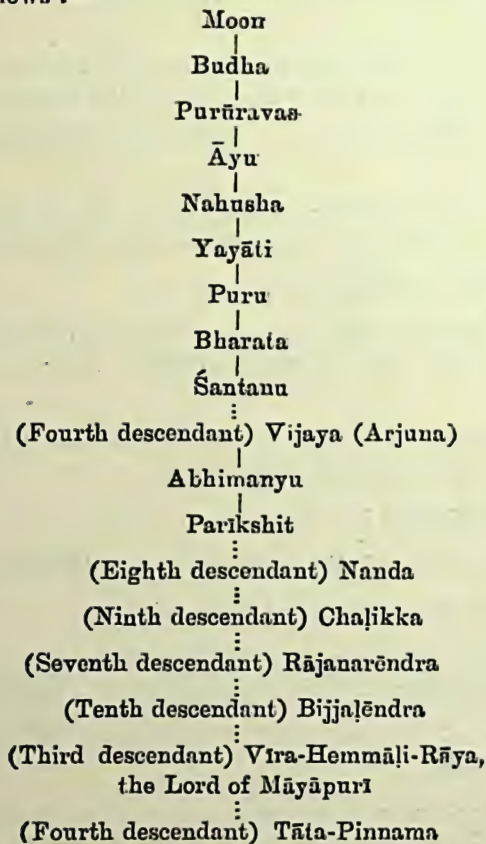 Moon
Budha
Purūravas
Āyu
Nahusha
Yayāti
Puru
Bharata
Śantanu
(Fourth descendant) Vijaya (Arjuna)
Abhimanyu
Parīkshit
(Eighth descendant) Nanda
(Ninth descendant) Chaḷikka
(Seventh descendant) Rājanarēndra
(Tenth descendant) Bijjaḷēndra
(Third descendant) Vīra-Hemmāḷi-Rāya,
the Lord of Māyāpurī
(Fourth descendant) Tāta-Pinnama